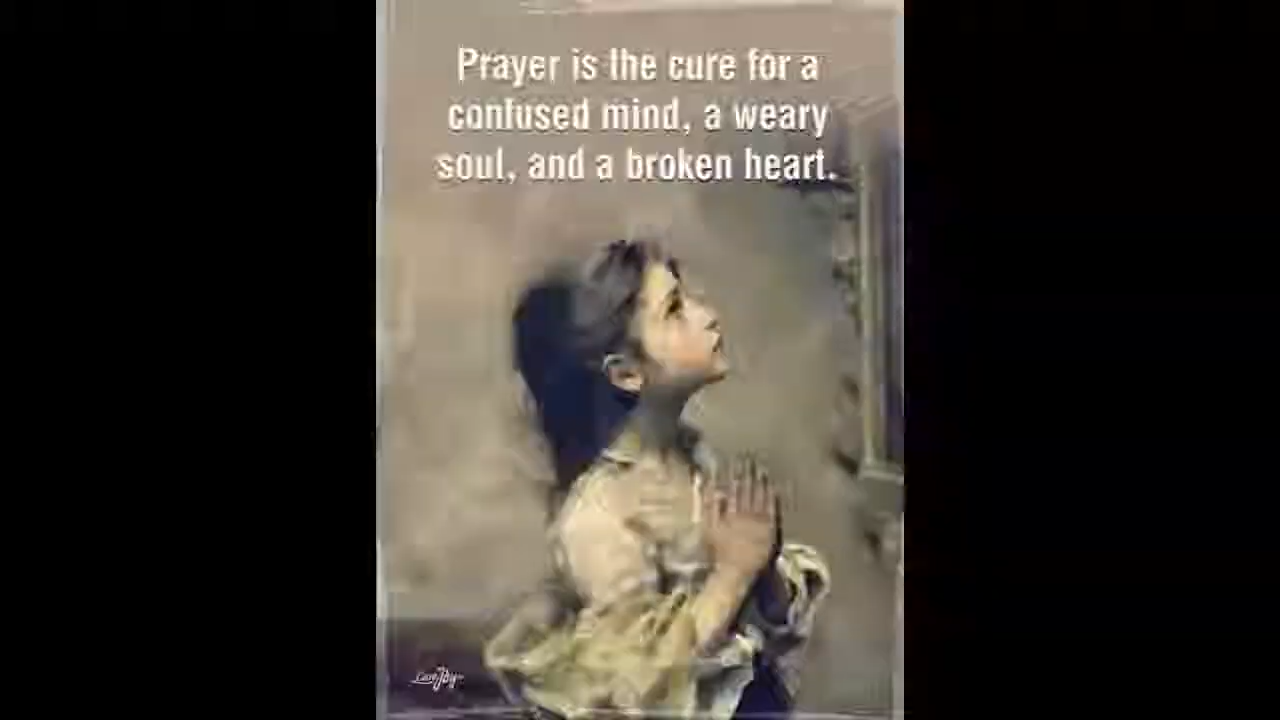 Prayer is the cure for a
confused mind, a weary
soul, and a broken heart.